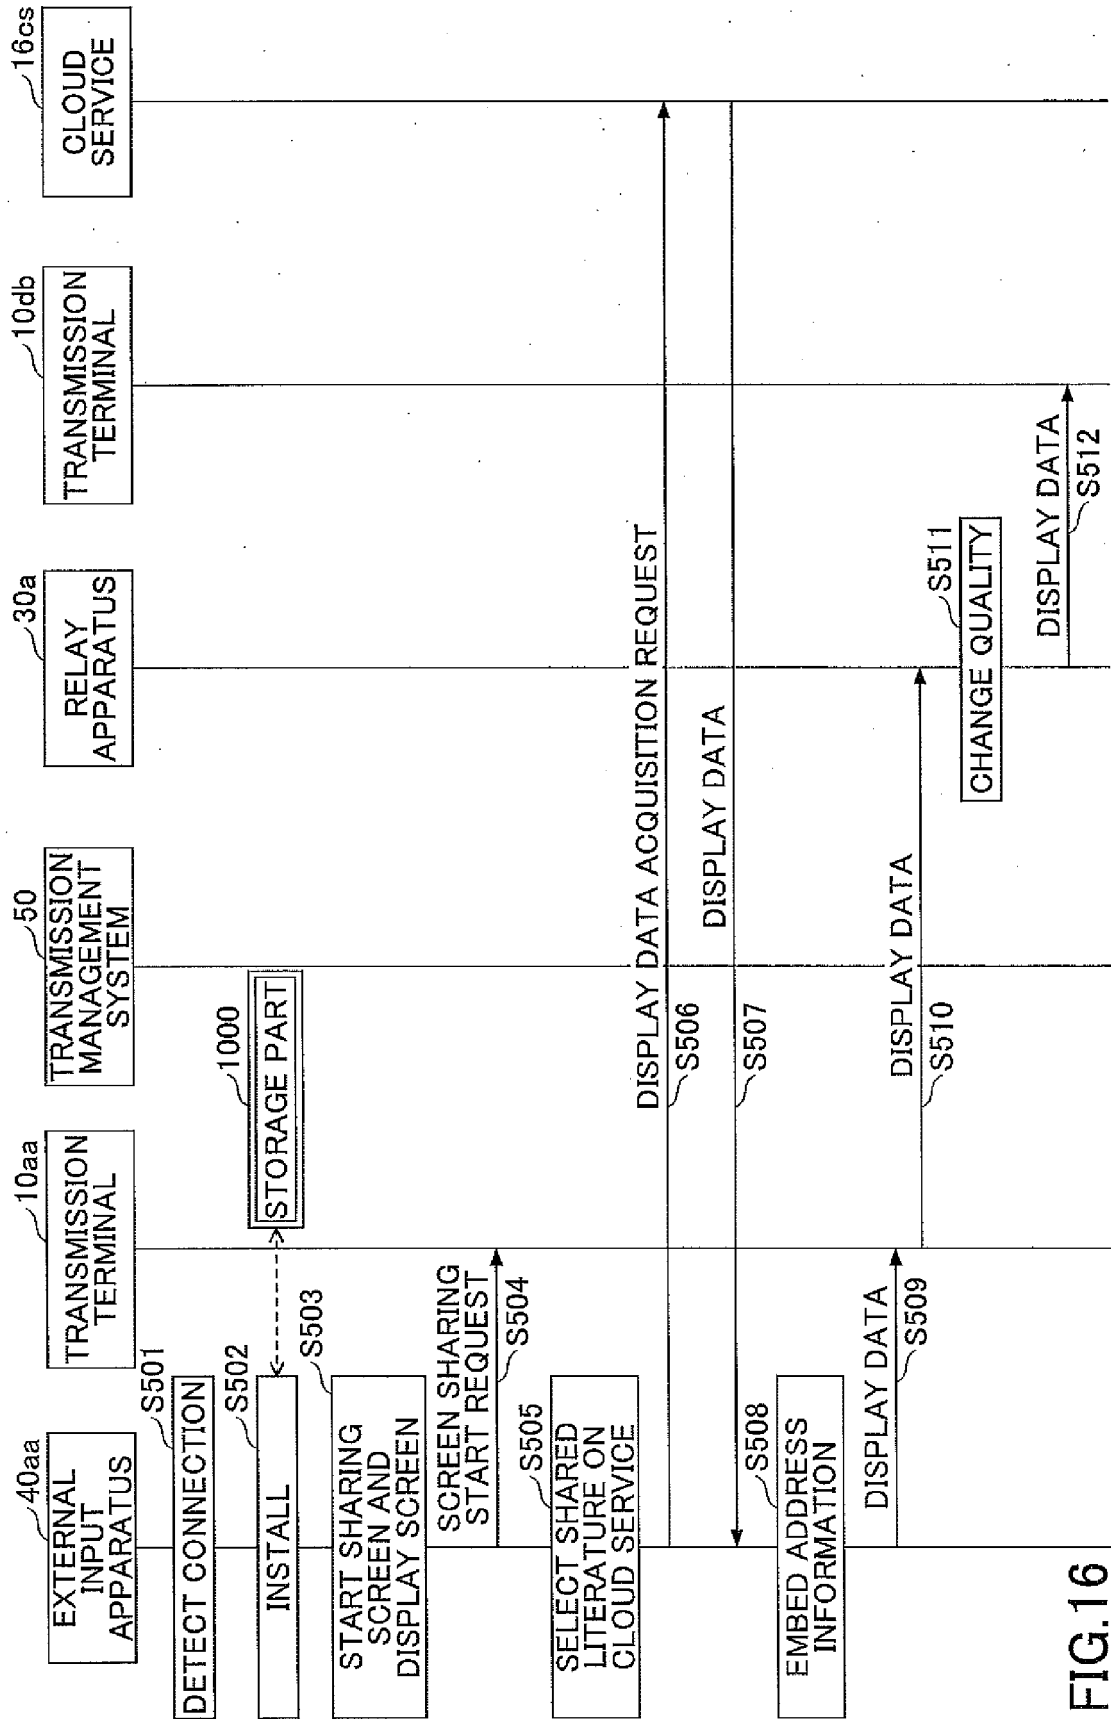 40aa
EXTERNAL
INPUT
APPARATUS
10aa
TRANSMISSION
TERMINAL
50
TRANSMISSION
MANAGEMENT
SYSTEM
30a
RELAY
APPARATUS
10db
TRANSMISSION
TERMINAL
16cs
CLOUD
SERVICE
S501
DETECT CONNECTION
S502
INSTALL
1000
STORAGE PART
S503
START SHARING
SCREEN AND
DISPLAY SCREEN
SCREEN SHARING
START REQUEST
S504
S505
SELECT SHARED
LITERATURE ON
CLOUD SERVICE
DISPLAY DATA ACQUISITION REQUEST
S506
DISPLAY DATA
S507
S508
EMBED ADDRESS
INFORMATION
DISPLAY DATA
S509
DISPLAY DATA
S510
S511
CHANGE QUALITY
DISPLAY DATA
S512
FIG.16